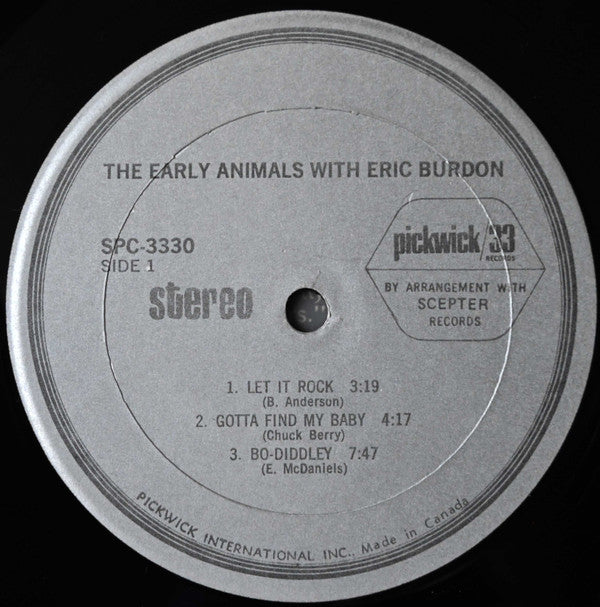 THE EARLY ANIMALS WITH ERIC BURDON
SPC-3330
SIDE 1
stereo
pickwick/33
RECORDS
BY ARRANGEMENT WITH
SCEPTER
RECORDS
1. LET IT ROCK 3:19
(B. Anderson)
2. GOTTA FIND MY BABY 4:17
(Chuck Berry)
3. BO-DIDDLEY 7:47
(E. McDaniels)
PICKWICK INTERNATIONAL INC., Made in Canada